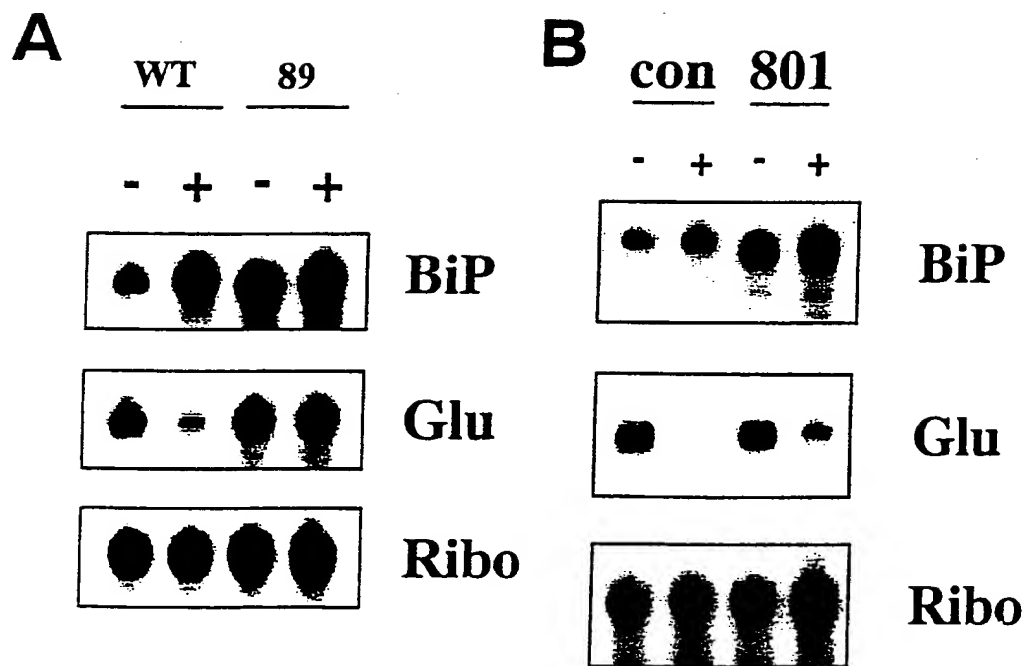 A
WT 89
- + - +
BiP
Glu
Ribo
B
con 801
- + - +
BiP
Glu
Ribo